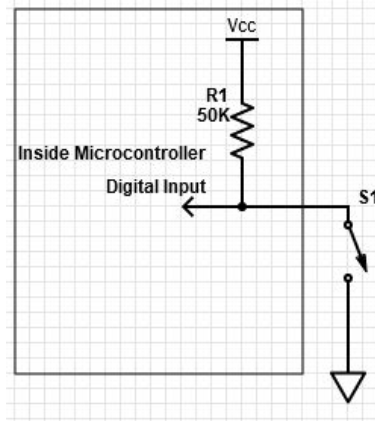 Vcc
R1
50K
Inside Microcontroller
Digital Input
S1